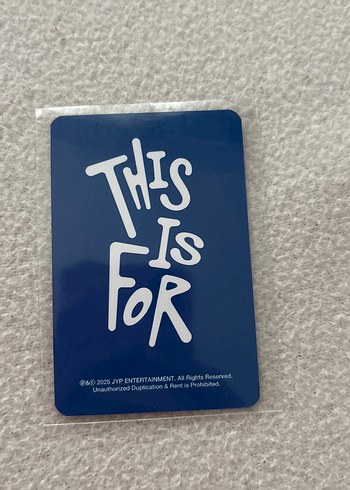 THIS
IS
FOR
℗&© 2025 JYP ENTERTAINMENT. All Rights Reserved.
Unauthorized Duplication & Rent is Prohibited.